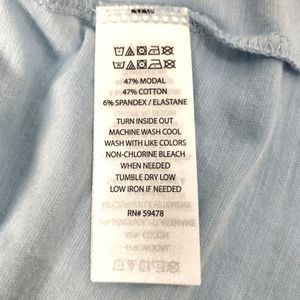 47% MODAL
47% COTTON
6% SPANDEX / ELASTANE
TURN INSIDE OUT
MACHINE WASH COOL
WASH WITH LIKE COLORS
NON-CHLORINE BLEACH
WHEN NEEDED
TUMBLE DRY LOW
LOW IRON IF NEEDED
RN# 59478